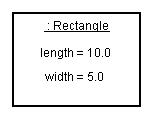 : Rectangle
length = 10.0
width = 5.0